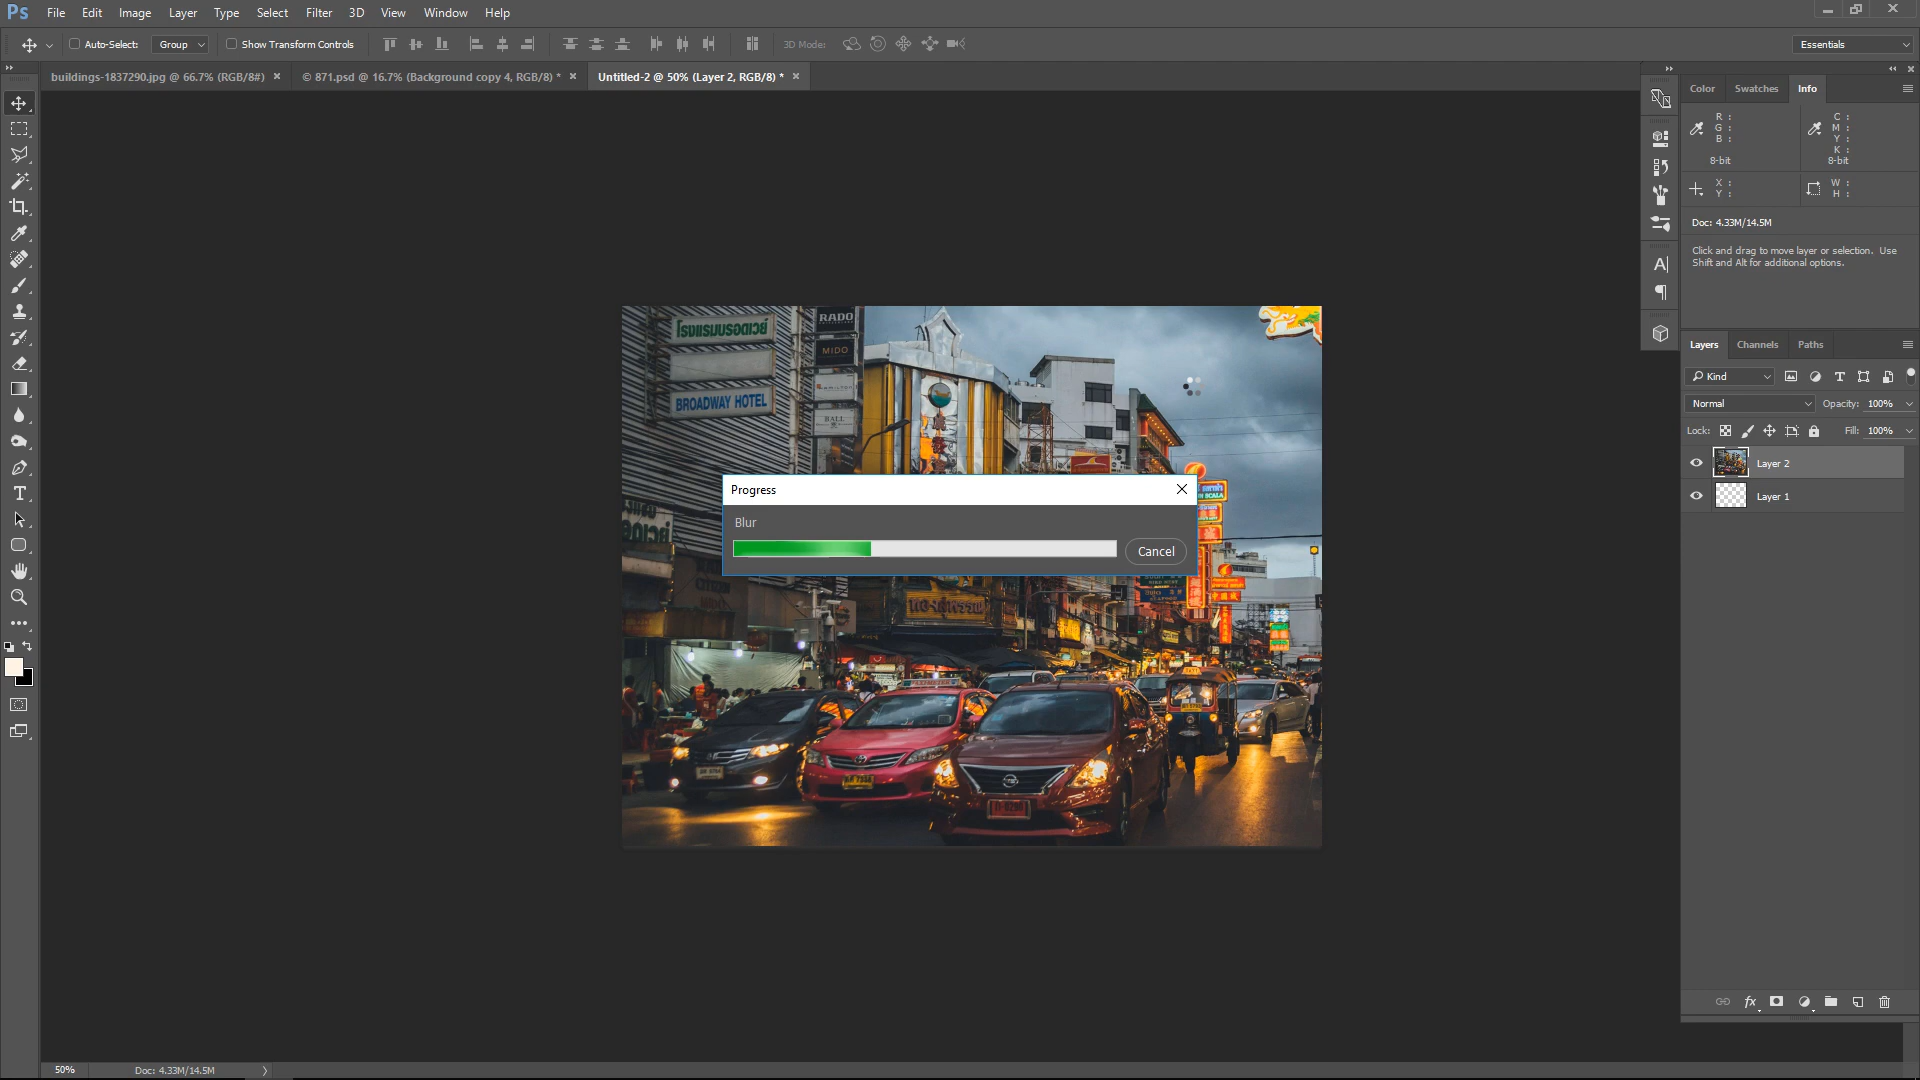 Ps File Edit Image Layer Type Select Filter 3D View Window Help
Auto-Select: Group Show Transform Controls 3D Mode: Essentials
buildings-1837290.jpg @ 66.7% (RGB/8#) × © 871.psd @ 16.7% (Background copy 4, RGB/8) * × Untitled-2 @ 50% (Layer 2, RGB/8) * ×
Color Swatches Info
R : C :
G : M :
B : Y :
K :
8-bit 8-bit
X : W :
Y : H :
Doc: 4.33M/14.5M
Click and drag to move layer or selection. Use
Shift and Alt for additional options.
Layers Channels Paths
Kind
Normal Opacity: 100%
Lock: Fill: 100%
Layer 2
Layer 1
โรงแรมบรอดเวย์
BROADWAY HOTEL
RADO
MIDO
BALL
SCALA
Progress
Blur
Cancel
TAXI-METER
50% Doc: 4.33M/14.5M